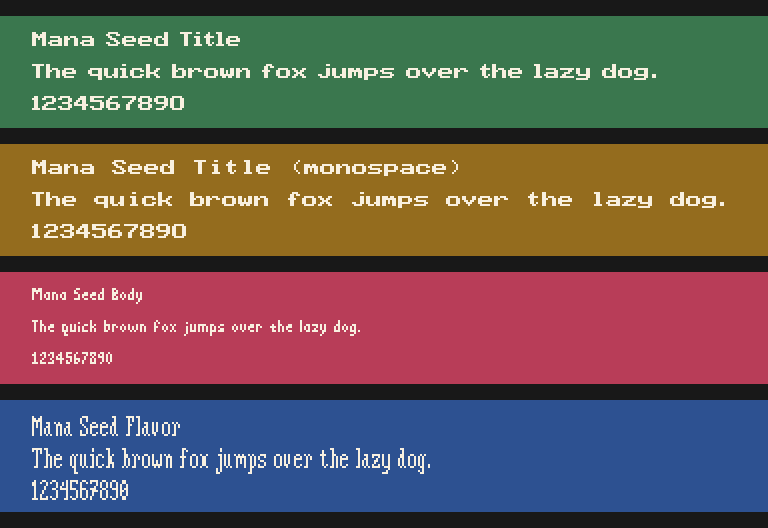 Mana Seed Title
The quick brown fox jumps over the lazy dog.
1234567890
Mana Seed Title (monospace)
The quick brown fox jumps over the lazy dog.
1234567890
Mana Seed Body
The quick brown fox jumps over the lazy dog.
1234567890
Mana Seed Flavor
The quick brown fox jumps over the lazy dog.
1234567890